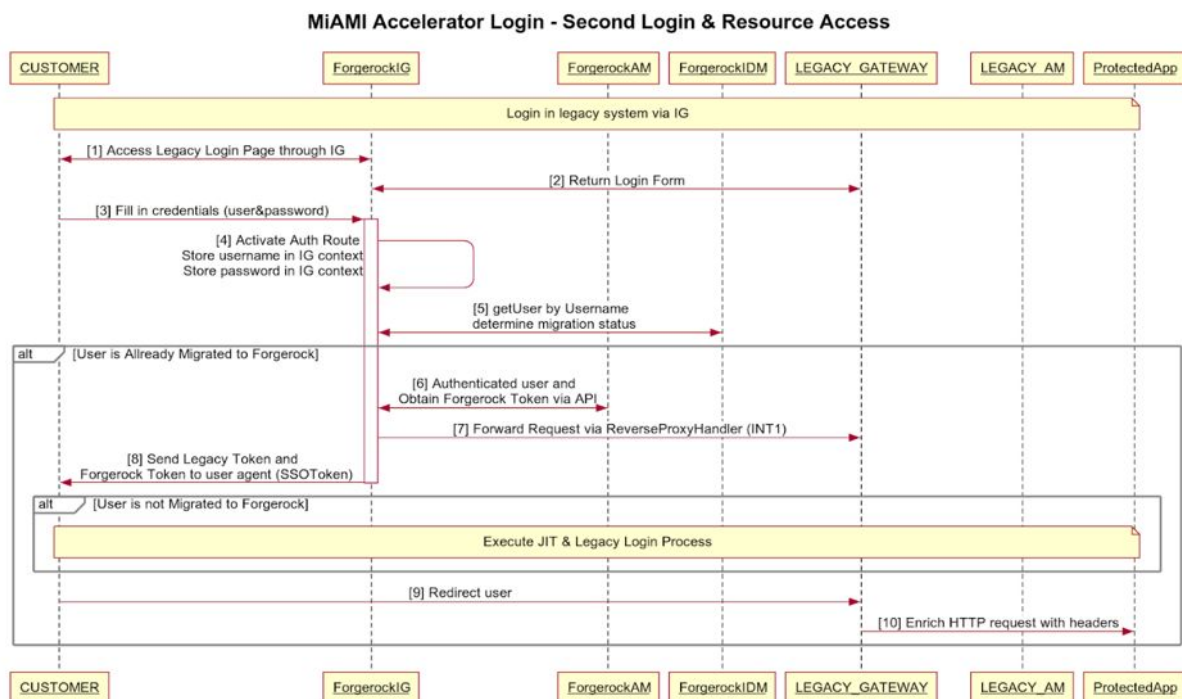 MiAMI Accelerator Login - Second Login & Resource Access
CUSTOMER
ForgerockIG
ForgerockAM
ForgerockIDM
LEGACY_GATEWAY
LEGACY_AM
ProtectedApp
Login in legacy system via IG
[1] Access Legacy Login Page through IG
[2] Return Login Form
[3] Fill in credentials (user&password)
[4] Activate Auth Route
Store username in IG context
Store password in IG context
[5] getUser by Username
determine migration status
alt
[User is Allready Migrated to Forgerock]
[6] Authenticated user and
Obtain Forgerock Token via API
[7] Forward Request via ReverseProxyHandler (INT1)
[8] Send Legacy Token and
Forgerock Token to user agent (SSOToken)
alt
[User is not Migrated to Forgerock]
Execute JIT & Legacy Login Process
[9] Redirect user
[10] Enrich HTTP request with headers
CUSTOMER
ForgerockIG
ForgerockAM
ForgerockIDM
LEGACY_GATEWAY
LEGACY_AM
ProtectedApp